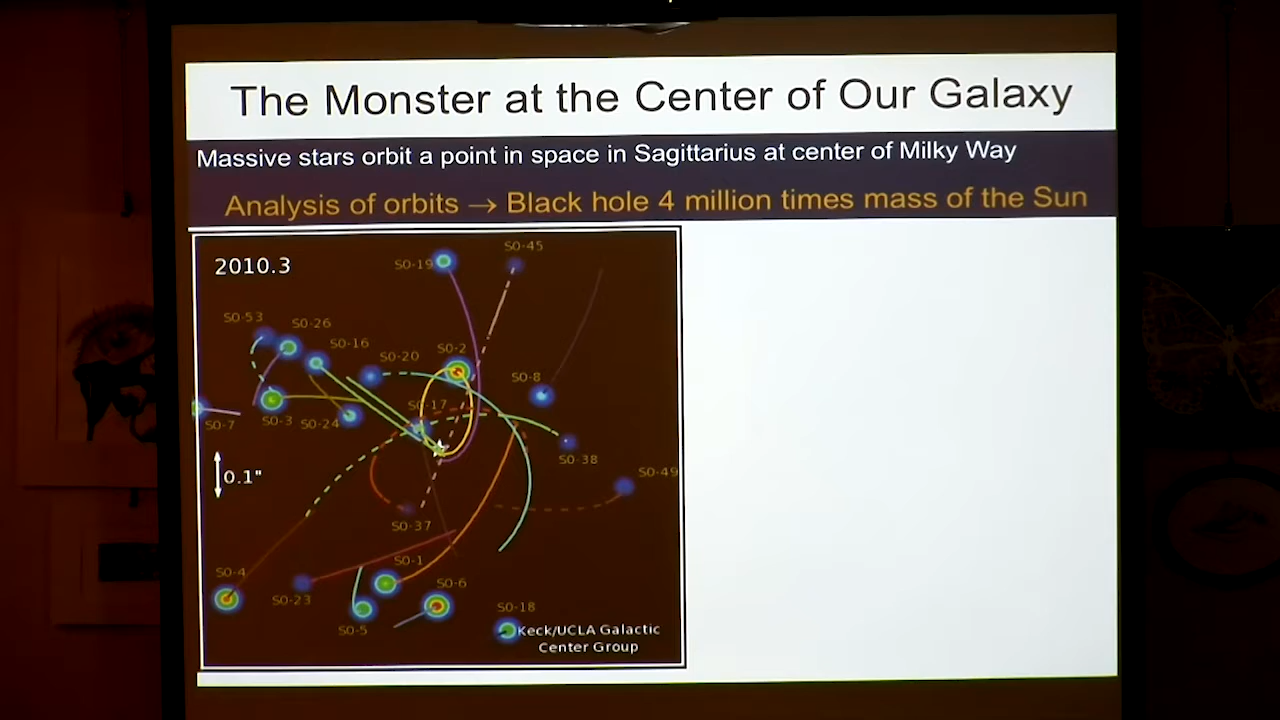 The Monster at the Center of Our Galaxy
Massive stars orbit a point in space in Sagittarius at center of Milky Way
Analysis of orbits → Black hole 4 million times mass of the Sun
2010.3
S0-19
S0-45
S0-53
S0-26
S0-16
S0-20
S0-2
S0-8
S0-7
S0-3
S0-24
S0-17
S0-38
0.1"
S0-49
S0-37
S0-4
S0-1
S0-23
S0-6
S0-5
S0-18
Keck/UCLA Galactic
Center Group